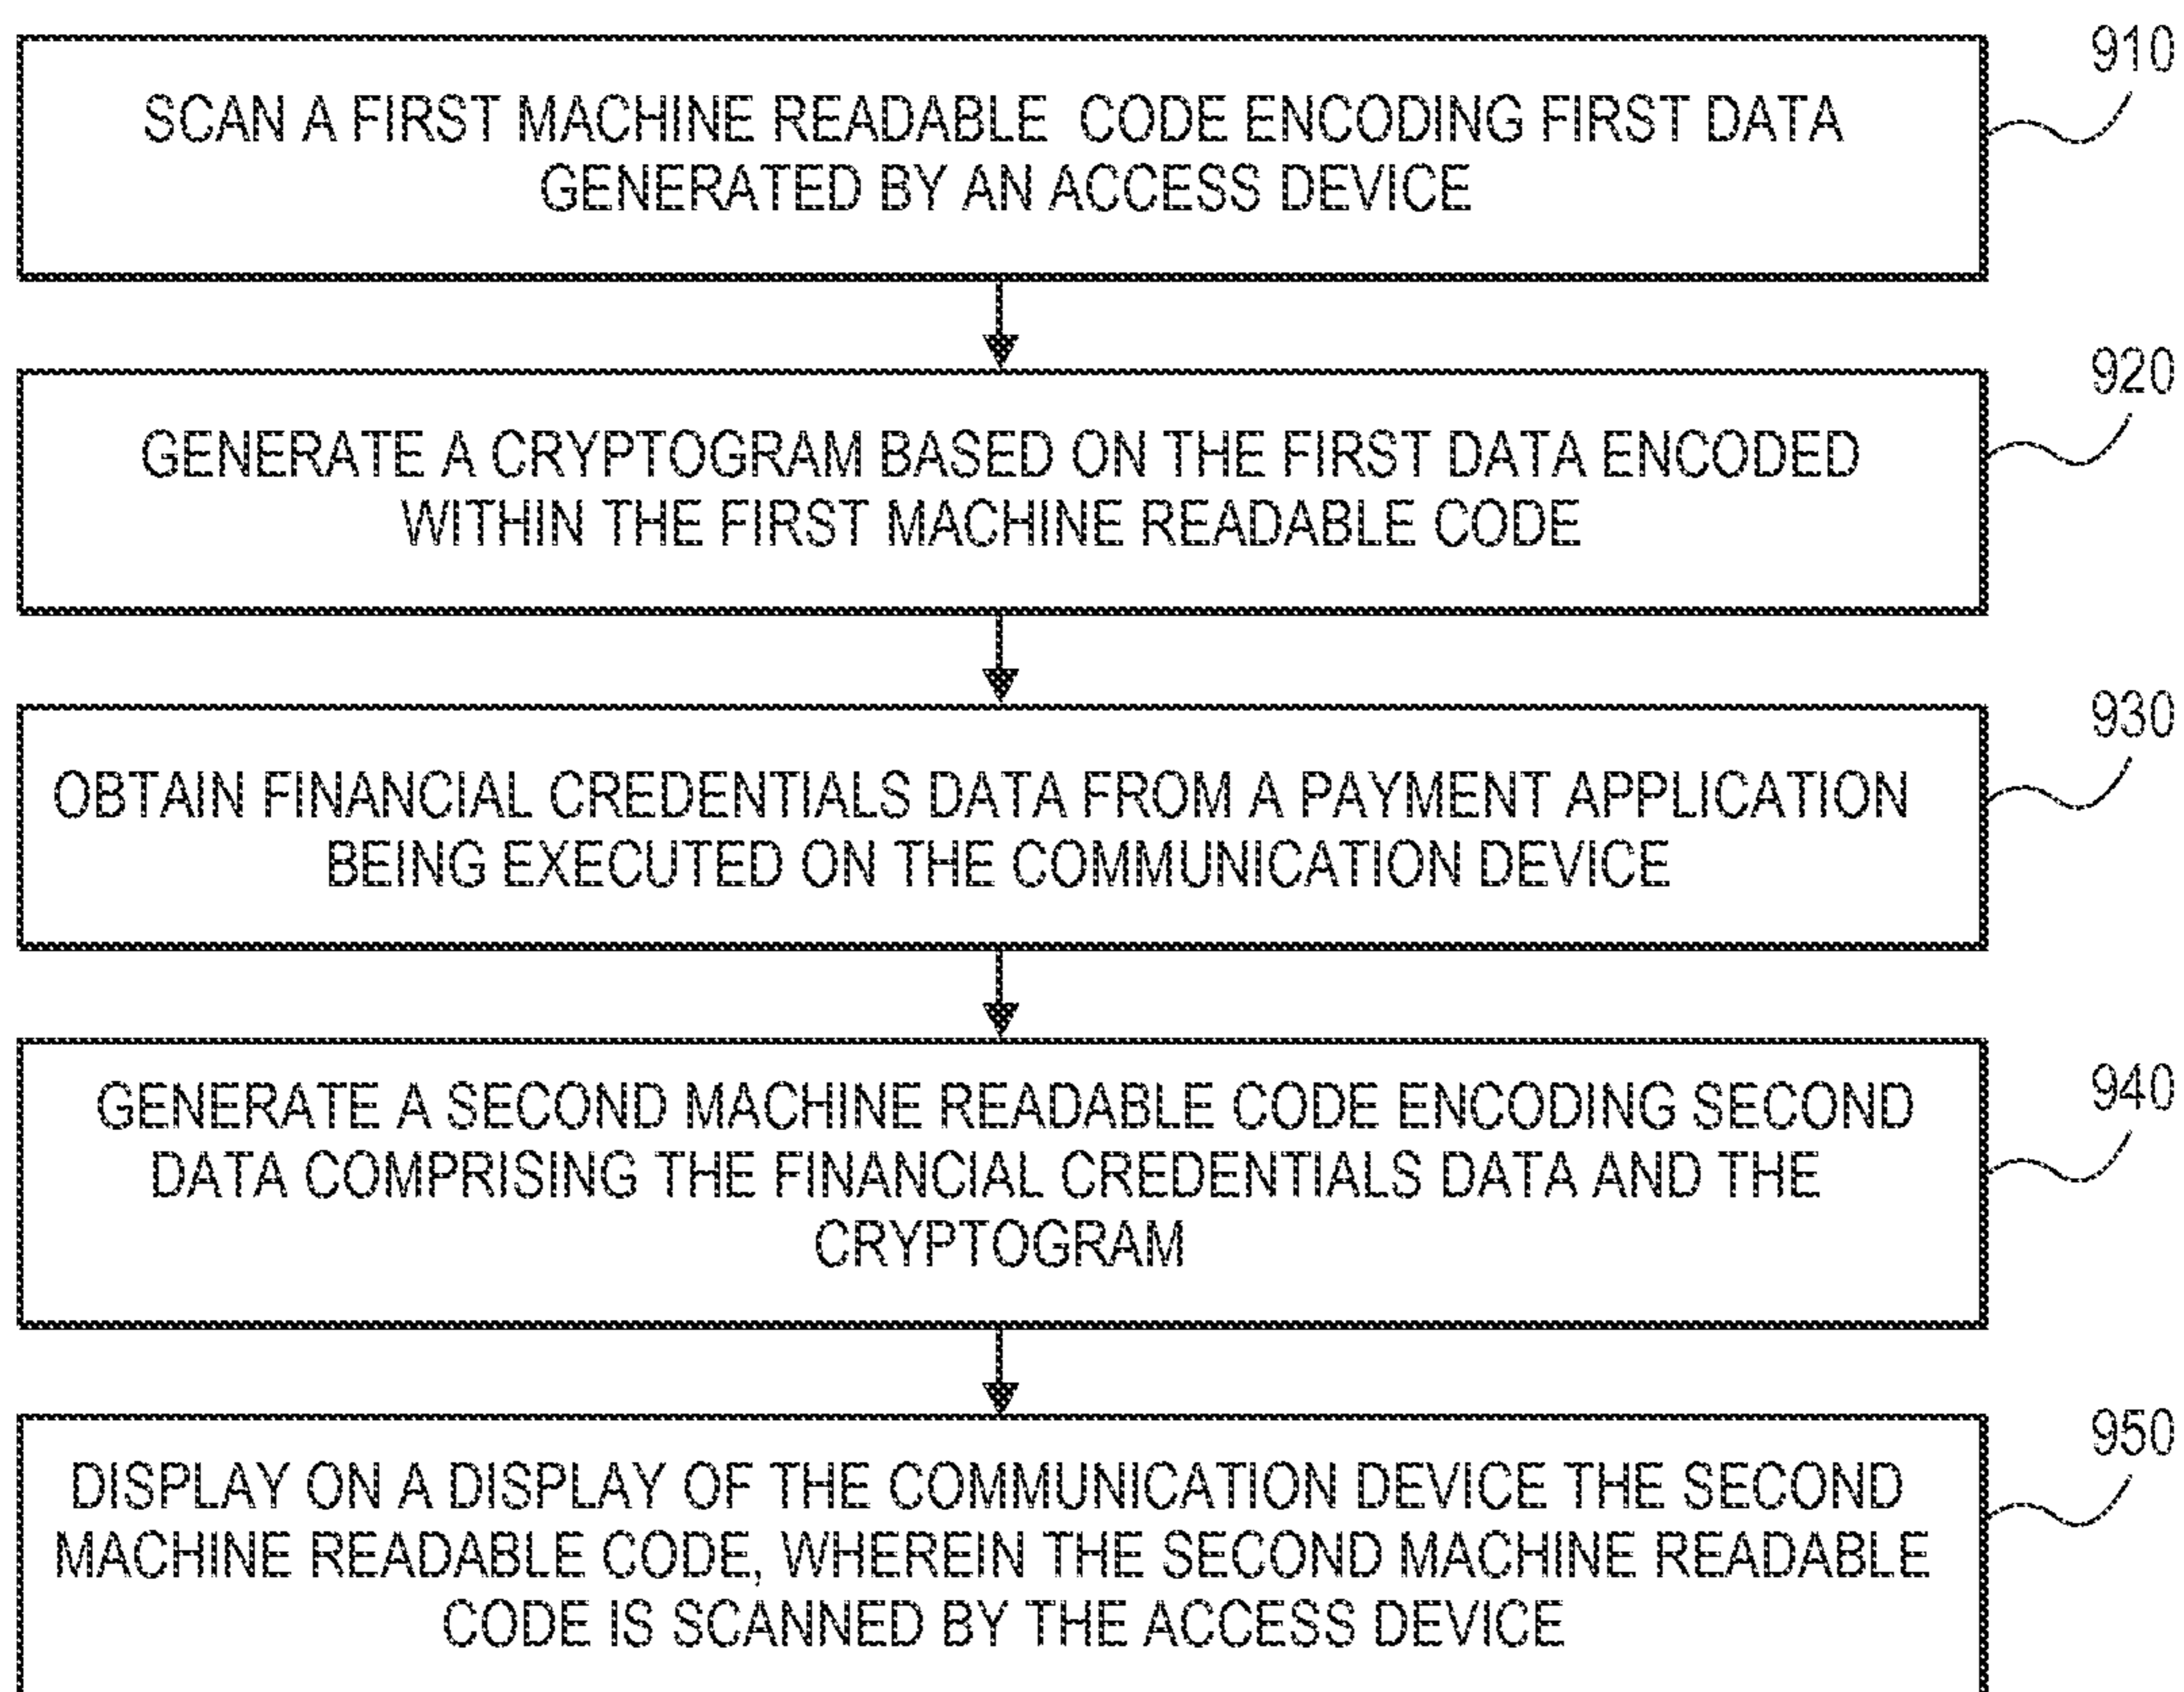 910
SCAN A FIRST MACHINE READABLE CODE ENCODING FIRST DATA
GENERATED BY AN ACCESS DEVICE
920
GENERATE A CRYPTOGRAM BASED ON THE FIRST DATA ENCODED
WITHIN THE FIRST MACHINE READABLE CODE
930
OBTAIN FINANCIAL CREDENTIALS DATA FROM A PAYMENT APPLICATION
BEING EXECUTED ON THE COMMUNICATION DEVICE
940
GENERATE A SECOND MACHINE READABLE CODE ENCODING SECOND
DATA COMPRISING THE FINANCIAL CREDENTIALS DATA AND THE
CRYPTOGRAM
950
DISPLAY ON A DISPLAY OF THE COMMUNICATION DEVICE THE SECOND
MACHINE READABLE CODE, WHEREIN THE SECOND MACHINE READABLE
CODE IS SCANNED BY THE ACCESS DEVICE